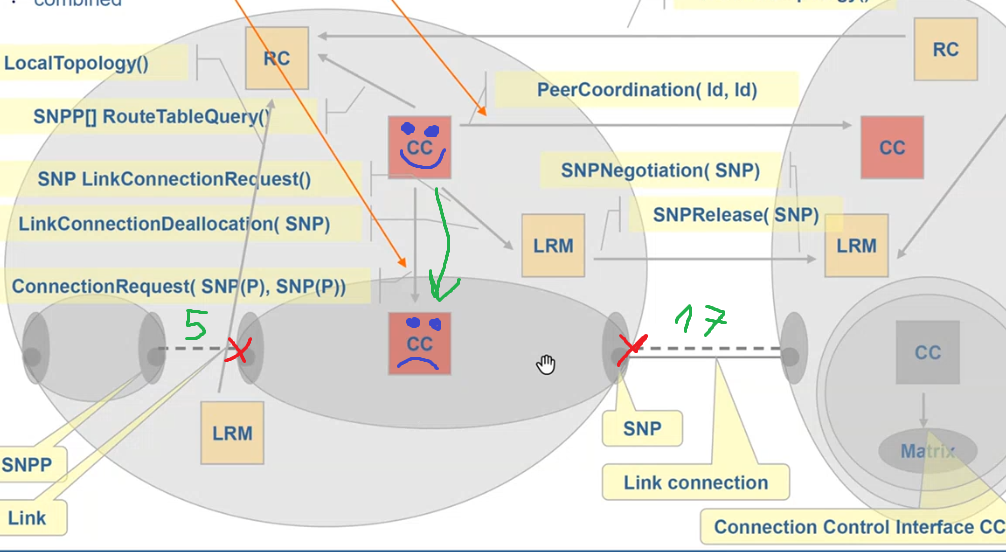 combined
RC
RC
LocalTopology()
PeerCoordination( Id, Id)
SNPP[] RouteTableQuery()
CC
CC
SNPNegotiation( SNP)
SNP LinkConnectionRequest()
SNPRelease( SNP)
LinkConnectionDeallocation( SNP)
LRM
LRM
ConnectionRequest( SNP(P), SNP(P))
5
17
CC
CC
LRM
SNP
Matrix
SNPP
Link connection
Link
Connection Control Interface CC